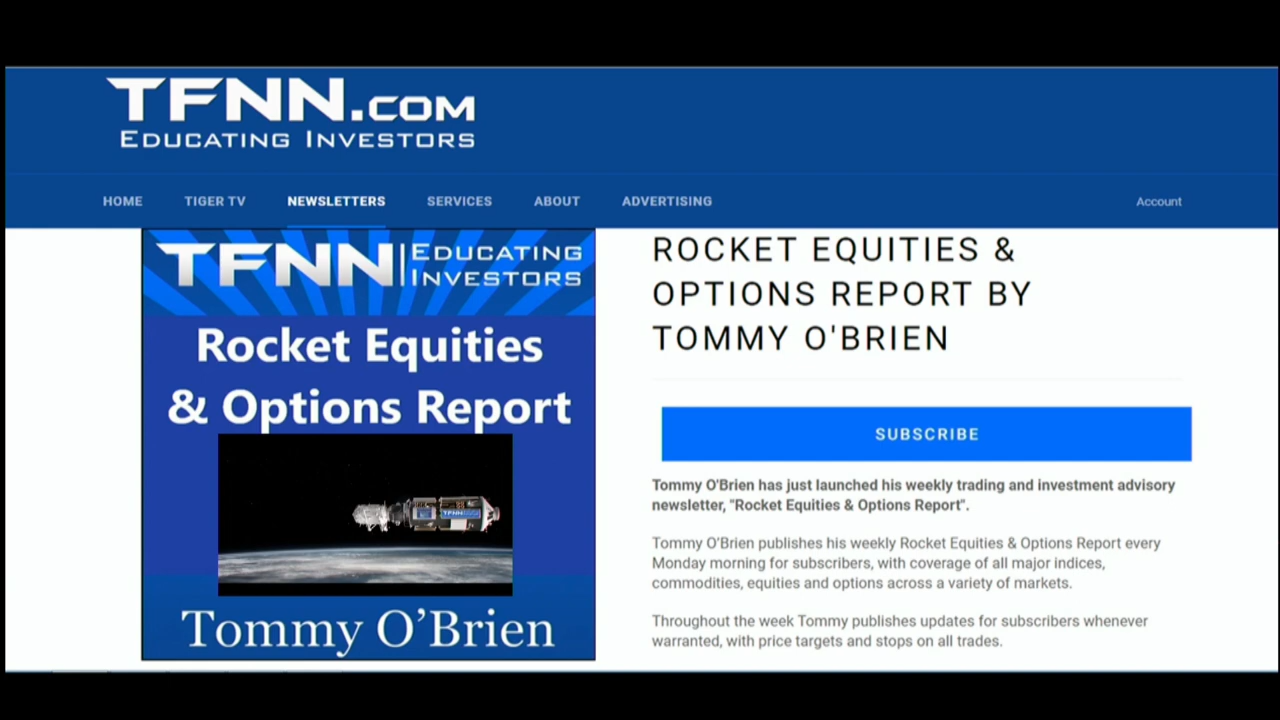 TFNN.COM
EDUCATING INVESTORS
HOME TIGER TV NEWSLETTERS SERVICES ABOUT ADVERTISING Account
TFNN EDUCATING
INVESTORS
Rocket Equities
& Options Report
TFNN
Tommy O’Brien
ROCKET EQUITIES &
OPTIONS REPORT BY
TOMMY O'BRIEN
SUBSCRIBE
Tommy O'Brien has just launched his weekly trading and investment advisory
newsletter, "Rocket Equities & Options Report".
Tommy O'Brien publishes his weekly Rocket Equities & Options Report every
Monday morning for subscribers, with coverage of all major indices,
commodities, equities and options across a variety of markets.
Throughout the week Tommy publishes updates for subscribers whenever
warranted, with price targets and stops on all trades.